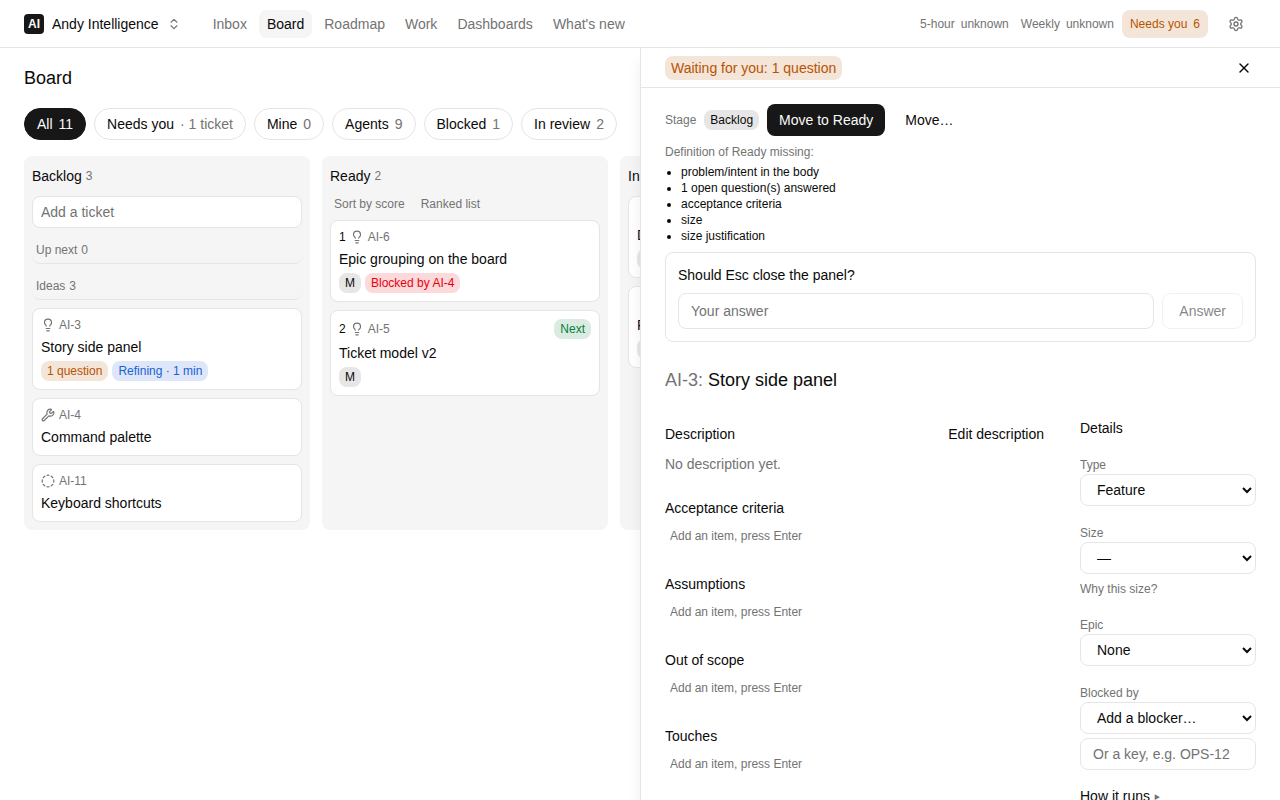 AI Andy Intelligence Inbox Board Roadmap Work Dashboards What's new 5-hour unknown Weekly unknown Needs you 6
Board
All 11 Needs you · 1 ticket Mine 0 Agents 9 Blocked 1 In review 2
Backlog 3
Add a ticket
Up next 0
Ideas 3
AI-3
Story side panel
1 question Refining · 1 min
AI-4
Command palette
AI-11
Keyboard shortcuts
Ready 2
Sort by score Ranked list
1 AI-6
Epic grouping on the board
M Blocked by AI-4
2 AI-5 Next
Ticket model v2
M
In
Waiting for you: 1 question
Stage Backlog Move to Ready Move…
Definition of Ready missing:
• problem/intent in the body
• 1 open question(s) answered
• acceptance criteria
• size
• size justification
Should Esc close the panel?
Your answer Answer
AI-3: Story side panel
Description Edit description
No description yet.
Acceptance criteria
Add an item, press Enter
Assumptions
Add an item, press Enter
Out of scope
Add an item, press Enter
Touches
Add an item, press Enter
Details
Type
Feature
Size
—
Why this size?
Epic
None
Blocked by
Add a blocker…
Or a key, e.g. OPS-12
How it runs ▸